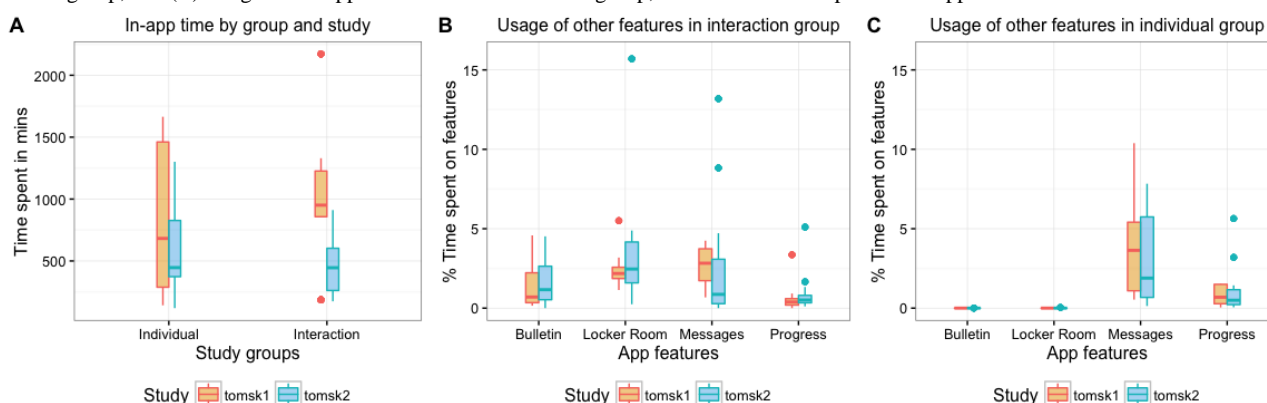 A
In-app time by group and study
B
Usage of other features in interaction group
C
Usage of other features in individual group
Time spent in mins
2000
1500
1000
500
Individual
Interaction
Study groups
Study
tomsk1
tomsk2
% Time spent on features
15
10
5
0
Bulletin
Locker Room
Messages
Progress
App features
Study
tomsk1
tomsk2
% Time spent on features
15
10
5
0
Bulletin
Locker Room
Messages
Progress
App features
Study
tomsk1
tomsk2